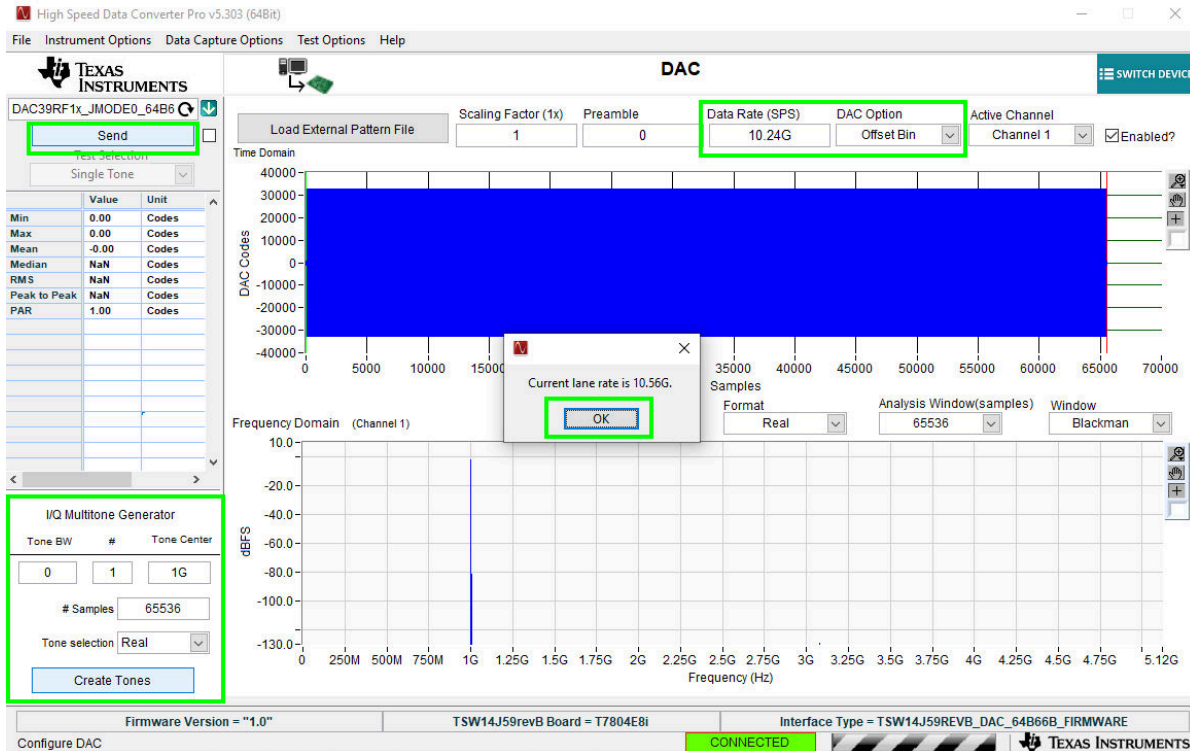 High Speed Data Converter Pro v5.303 (64Bit)
File Instrument Options Data Capture Options Test Options Help
TEXAS INSTRUMENTS
DAC
SWITCH DEVICE
DAC39RF1x_JMODE0_64B6
Send
Test Selection
Single Tone
Load External Pattern File
Scaling Factor (1x) Preamble Data Rate (SPS) DAC Option Active Channel
1 0 10.24G Offset Bin Channel 1 Enabled?
Value Unit
Min 0.00 Codes
Max 0.00 Codes
Mean -0.00 Codes
Median NaN Codes
RMS NaN Codes
Peak to Peak NaN Codes
PAR 1.00 Codes
Time Domain
DAC Codes
40000
30000
20000
10000
0
-10000
-20000
-30000
-40000
0 5000 10000 15000 35000 40000 45000 50000 55000 60000 65000 70000
Samples
Current lane rate is 10.56G.
OK
Format Analysis Window(samples) Window
Real 65536 Blackman
Frequency Domain (Channel 1)
dBFS
10.0
-20.0
-40.0
-60.0
-80.0
-100.0
-130.0
0 250M 500M 750M 1G 1.25G 1.5G 1.75G 2G 2.25G 2.5G 2.75G 3G 3.25G 3.5G 3.75G 4G 4.25G 4.5G 4.75G 5.12G
Frequency (Hz)
I/Q Multitone Generator
Tone BW # Tone Center
0 1 1G
# Samples 65536
Tone selection Real
Create Tones
Firmware Version = "1.0" TSW14J59revB Board = T7804E8i Interface Type = TSW14J59REVB_DAC_64B66B_FIRMWARE
Configure DAC CONNECTED TEXAS INSTRUMENTS